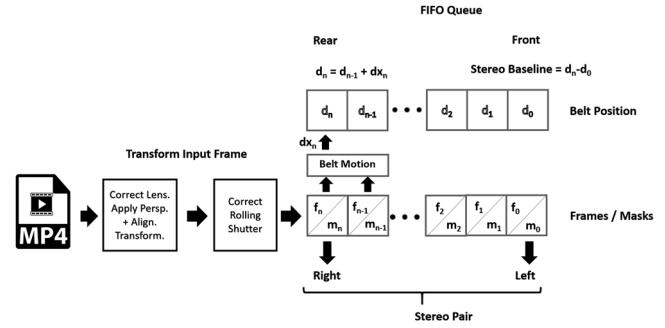 FIFO Queue
Rear
Front
dₙ = dₙ₋₁ + dxₙ
Stereo Baseline = dₙ-d₀
dₙ
dₙ₋₁
d₂
d₁
d₀
Belt Position
dxₙ
Transform Input Frame
Belt Motion
MP4
Correct Lens.
Apply Persp.
+ Align.
Transform.
Correct
Rolling
Shutter
fₙ
mₙ
fₙ₋₁
mₙ₋₁
f₂
m₂
f₁
m₁
f₀
m₀
Frames / Masks
Right
Left
Stereo Pair